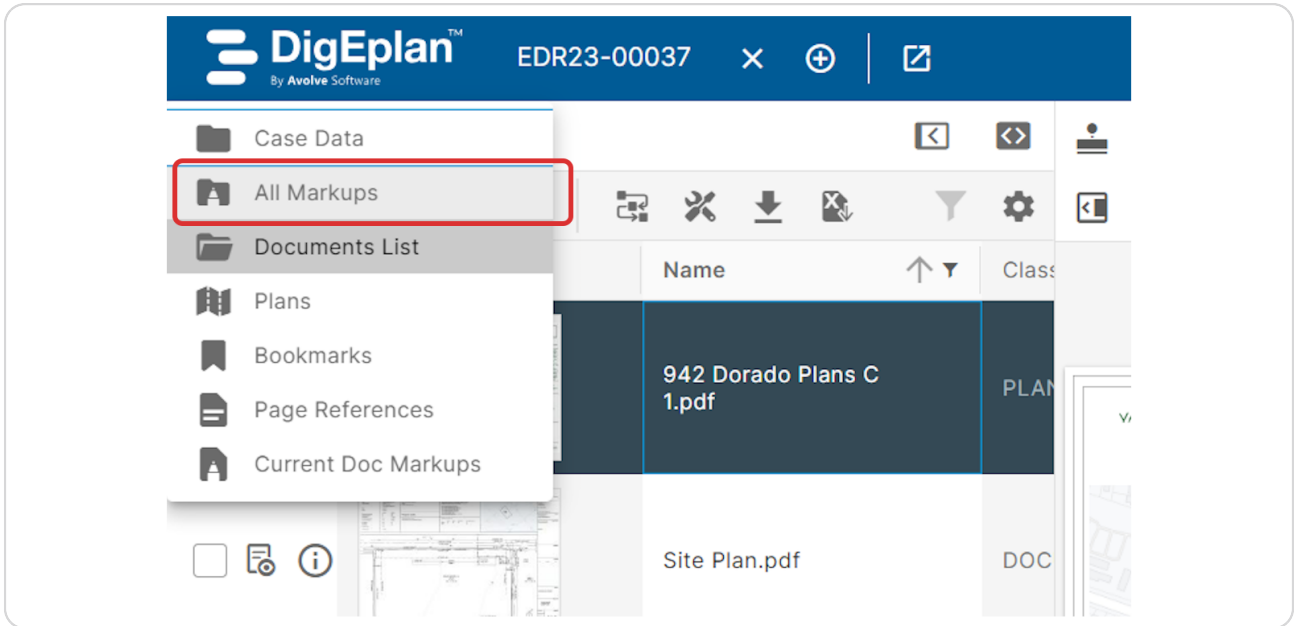 DigEplan™
By Avolve Software
EDR23-00037
Case Data
All Markups
Documents List
Plans
Bookmarks
Page References
Current Doc Markups
Name
Clas
942 Dorado Plans C
1.pdf
PLAN
Site Plan.pdf
DOC